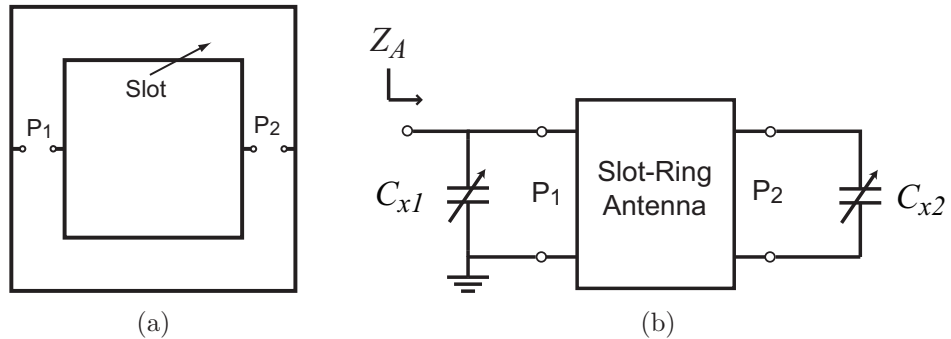 Slot
P1
P2
(a)
ZA
Cx1
P1
Slot-Ring
Antenna
P2
Cx2
(b)